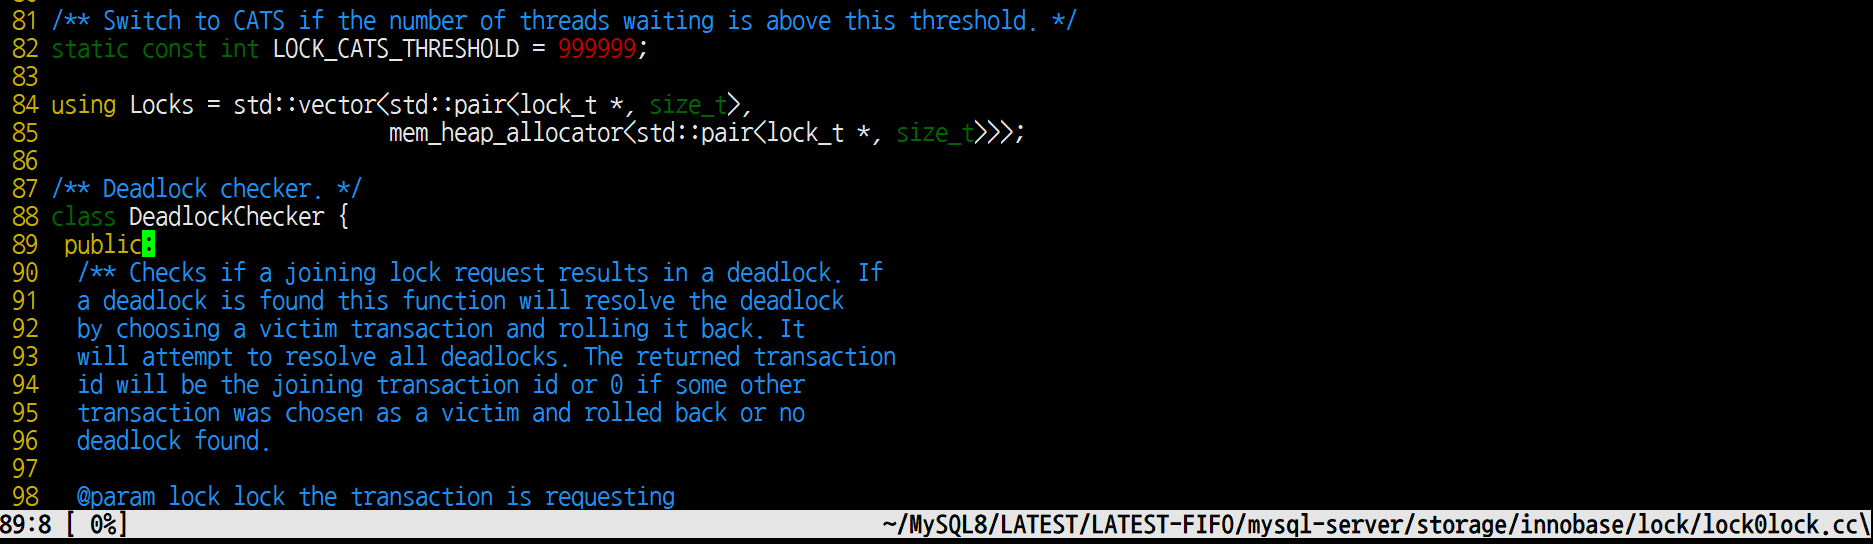 81 /** Switch to CATS if the number of threads waiting is above this threshold. */
82 static const int LOCK_CATS_THRESHOLD = 999999;
83
84 using Locks = std::vector<std::pair<lock_t *, size_t>,
85                           mem_heap_allocator<std::pair<lock_t *, size_t>>>;
86
87 /** Deadlock checker. */
88 class DeadlockChecker {
89  public:
90   /** Checks if a joining lock request results in a deadlock. If
91   a deadlock is found this function will resolve the deadlock
92   by choosing a victim transaction and rolling it back. It
93   will attempt to resolve all deadlocks. The returned transaction
94   id will be the joining transaction id or 0 if some other
95   transaction was chosen as a victim and rolled back or no
96   deadlock found.
97
98   @param lock lock the transaction is requesting
89:8 [ 0%] ~/MySQL8/LATEST/LATEST-FIFO/mysql-server/storage/innobase/lock/lock0lock.cc\